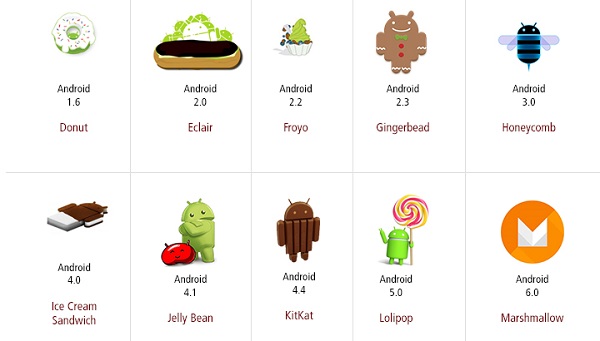 Android
1.6
Donut
Android
2.0
Eclair
Android
2.2
Froyo
Android
2.3
Gingerbead
Android
3.0
Honeycomb
Android
4.0
Ice Cream
Sandwich
Android
4.1
Jelly Bean
Android
4.4
KitKat
Android
5.0
Lolipop
M
Android
6.0
Marshmallow